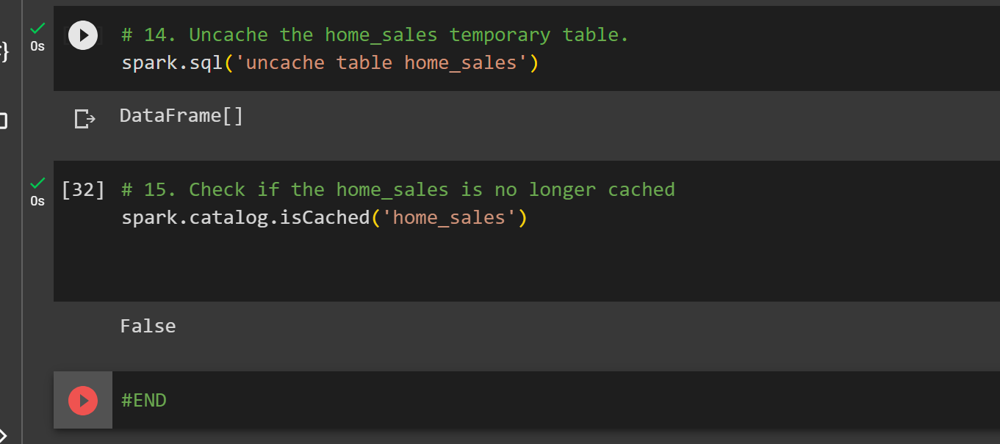 # 14. Uncache the home_sales temporary table.
0s
spark.sql('uncache table home_sales')
}
DataFrame[]
[32] # 15. Check if the home_sales is no longer cached
0s
spark.catalog.isCached('home_sales')
False
#END